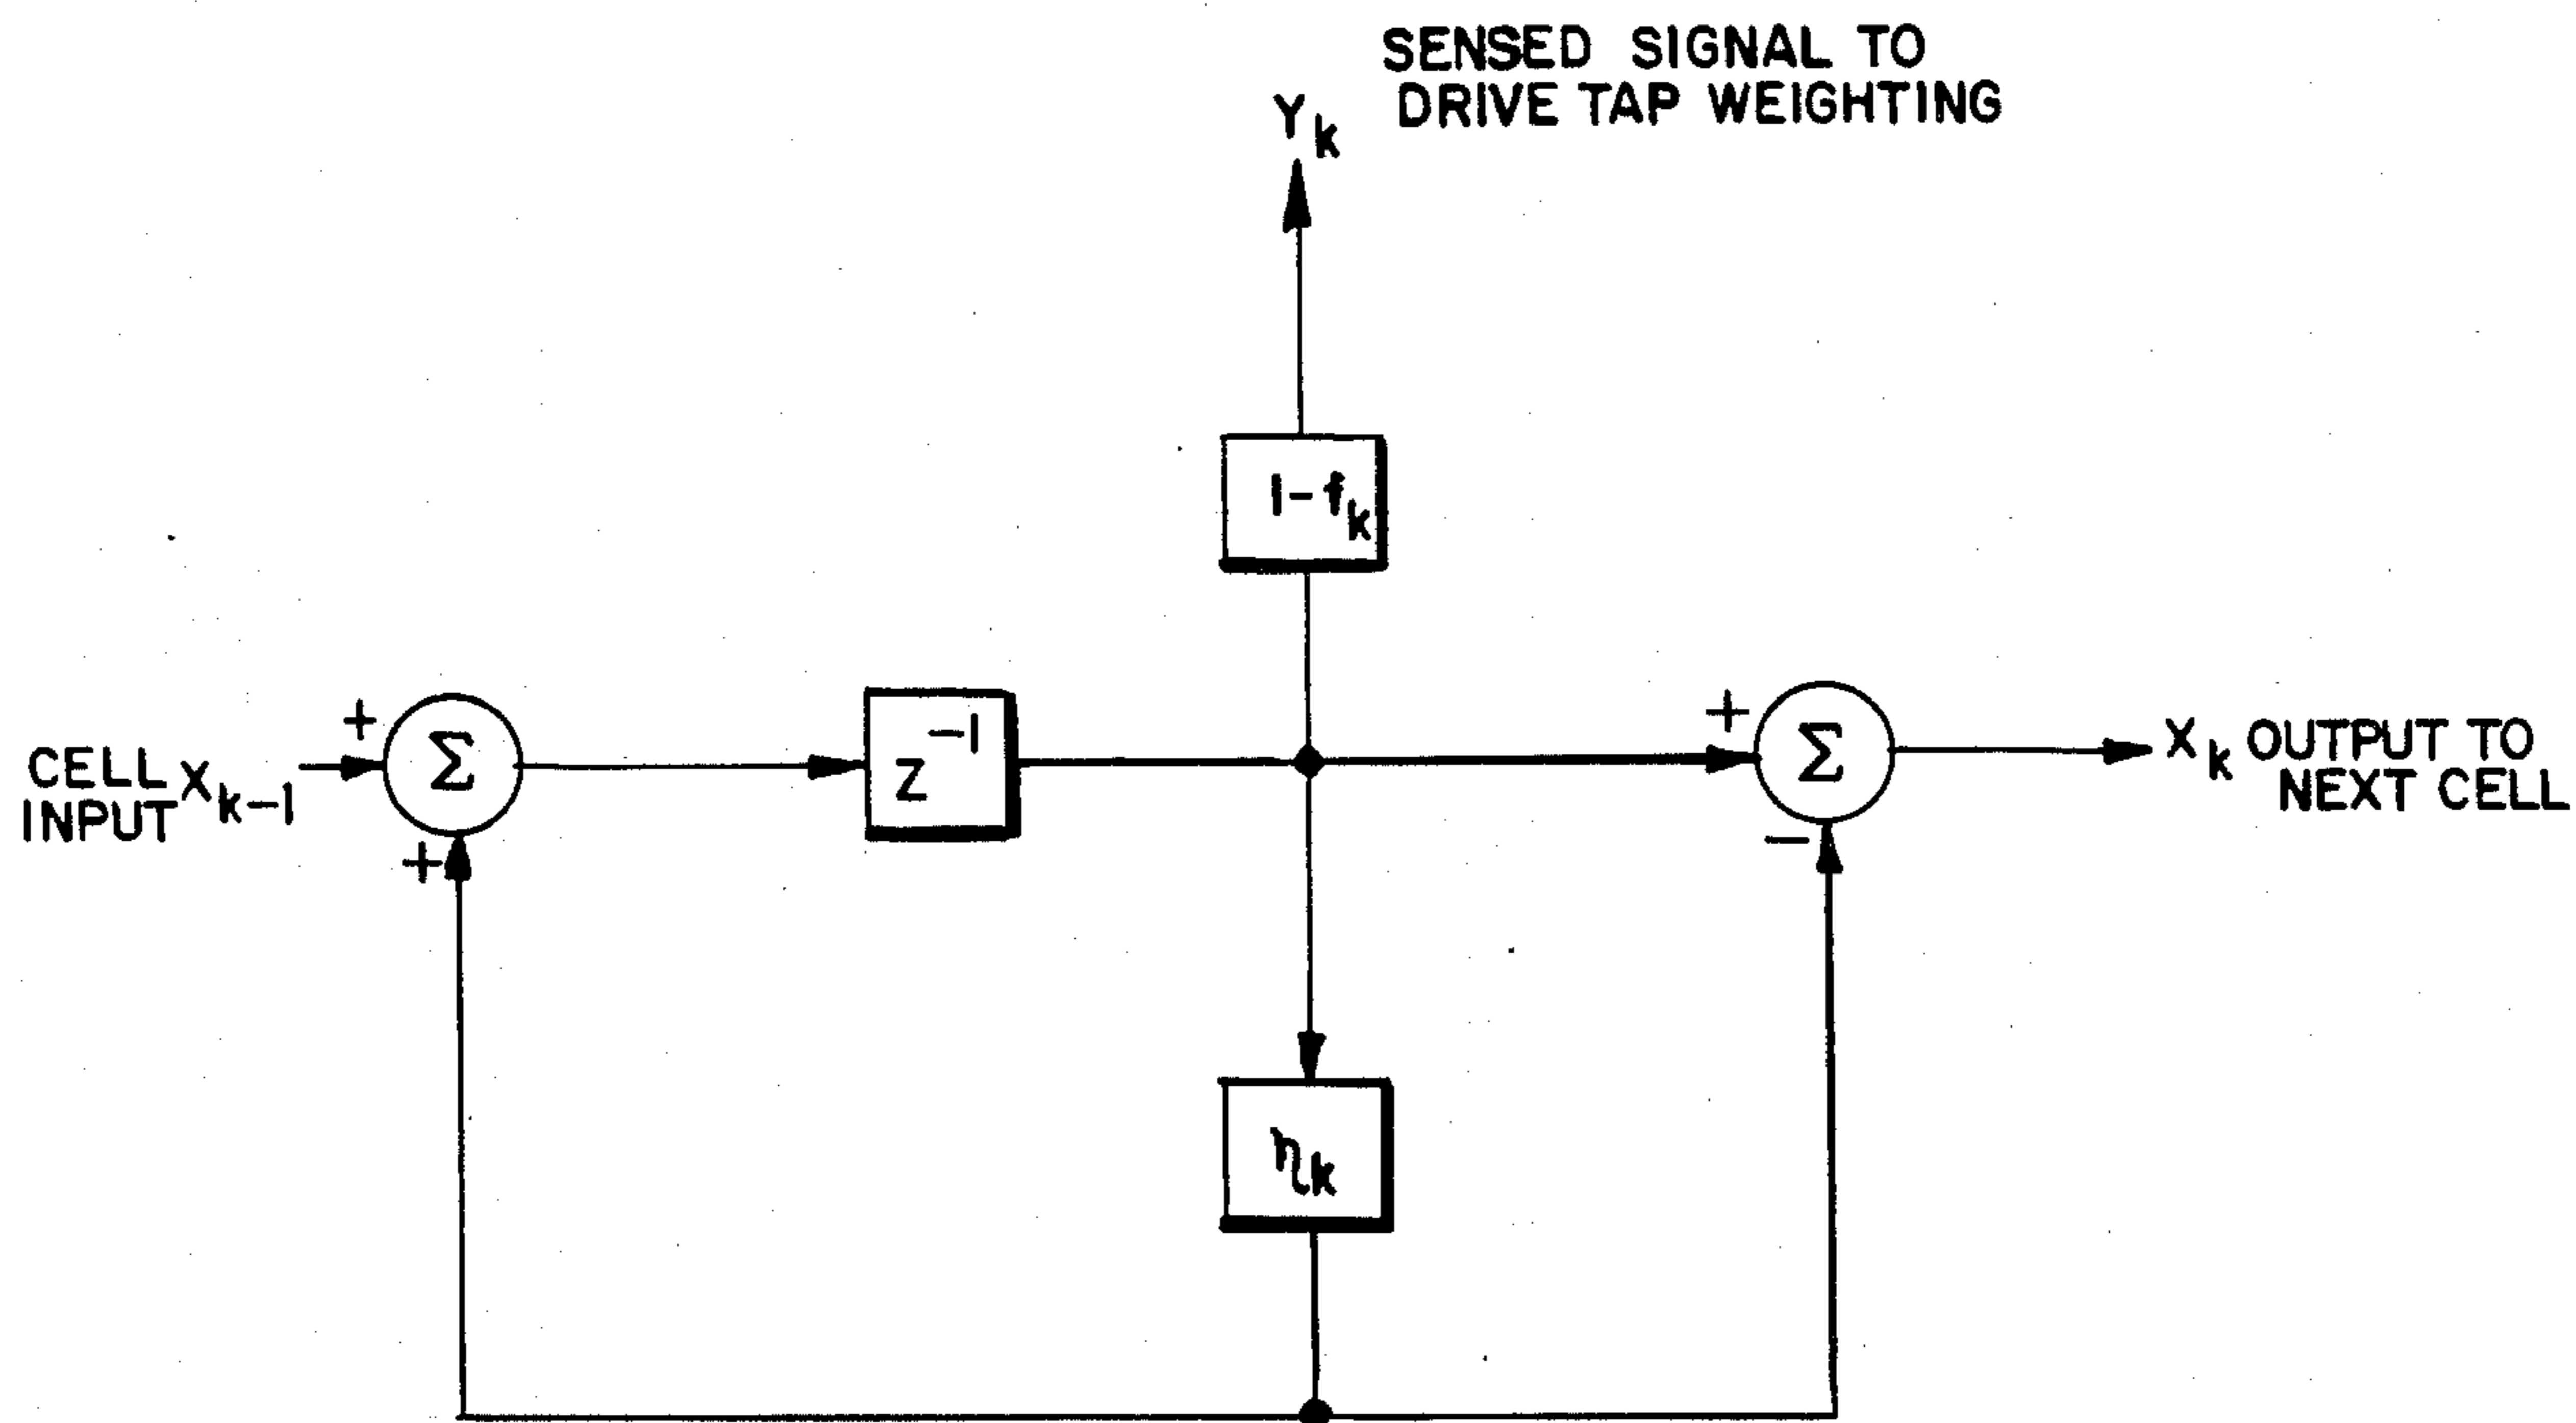 SENSED SIGNAL TO
DRIVE TAP WEIGHTING
Yk
1-fk
+
Σ
+
CELL
INPUT Xk-1
Z-1
+
Σ
-
Xk OUTPUT TO
NEXT CELL
ηk